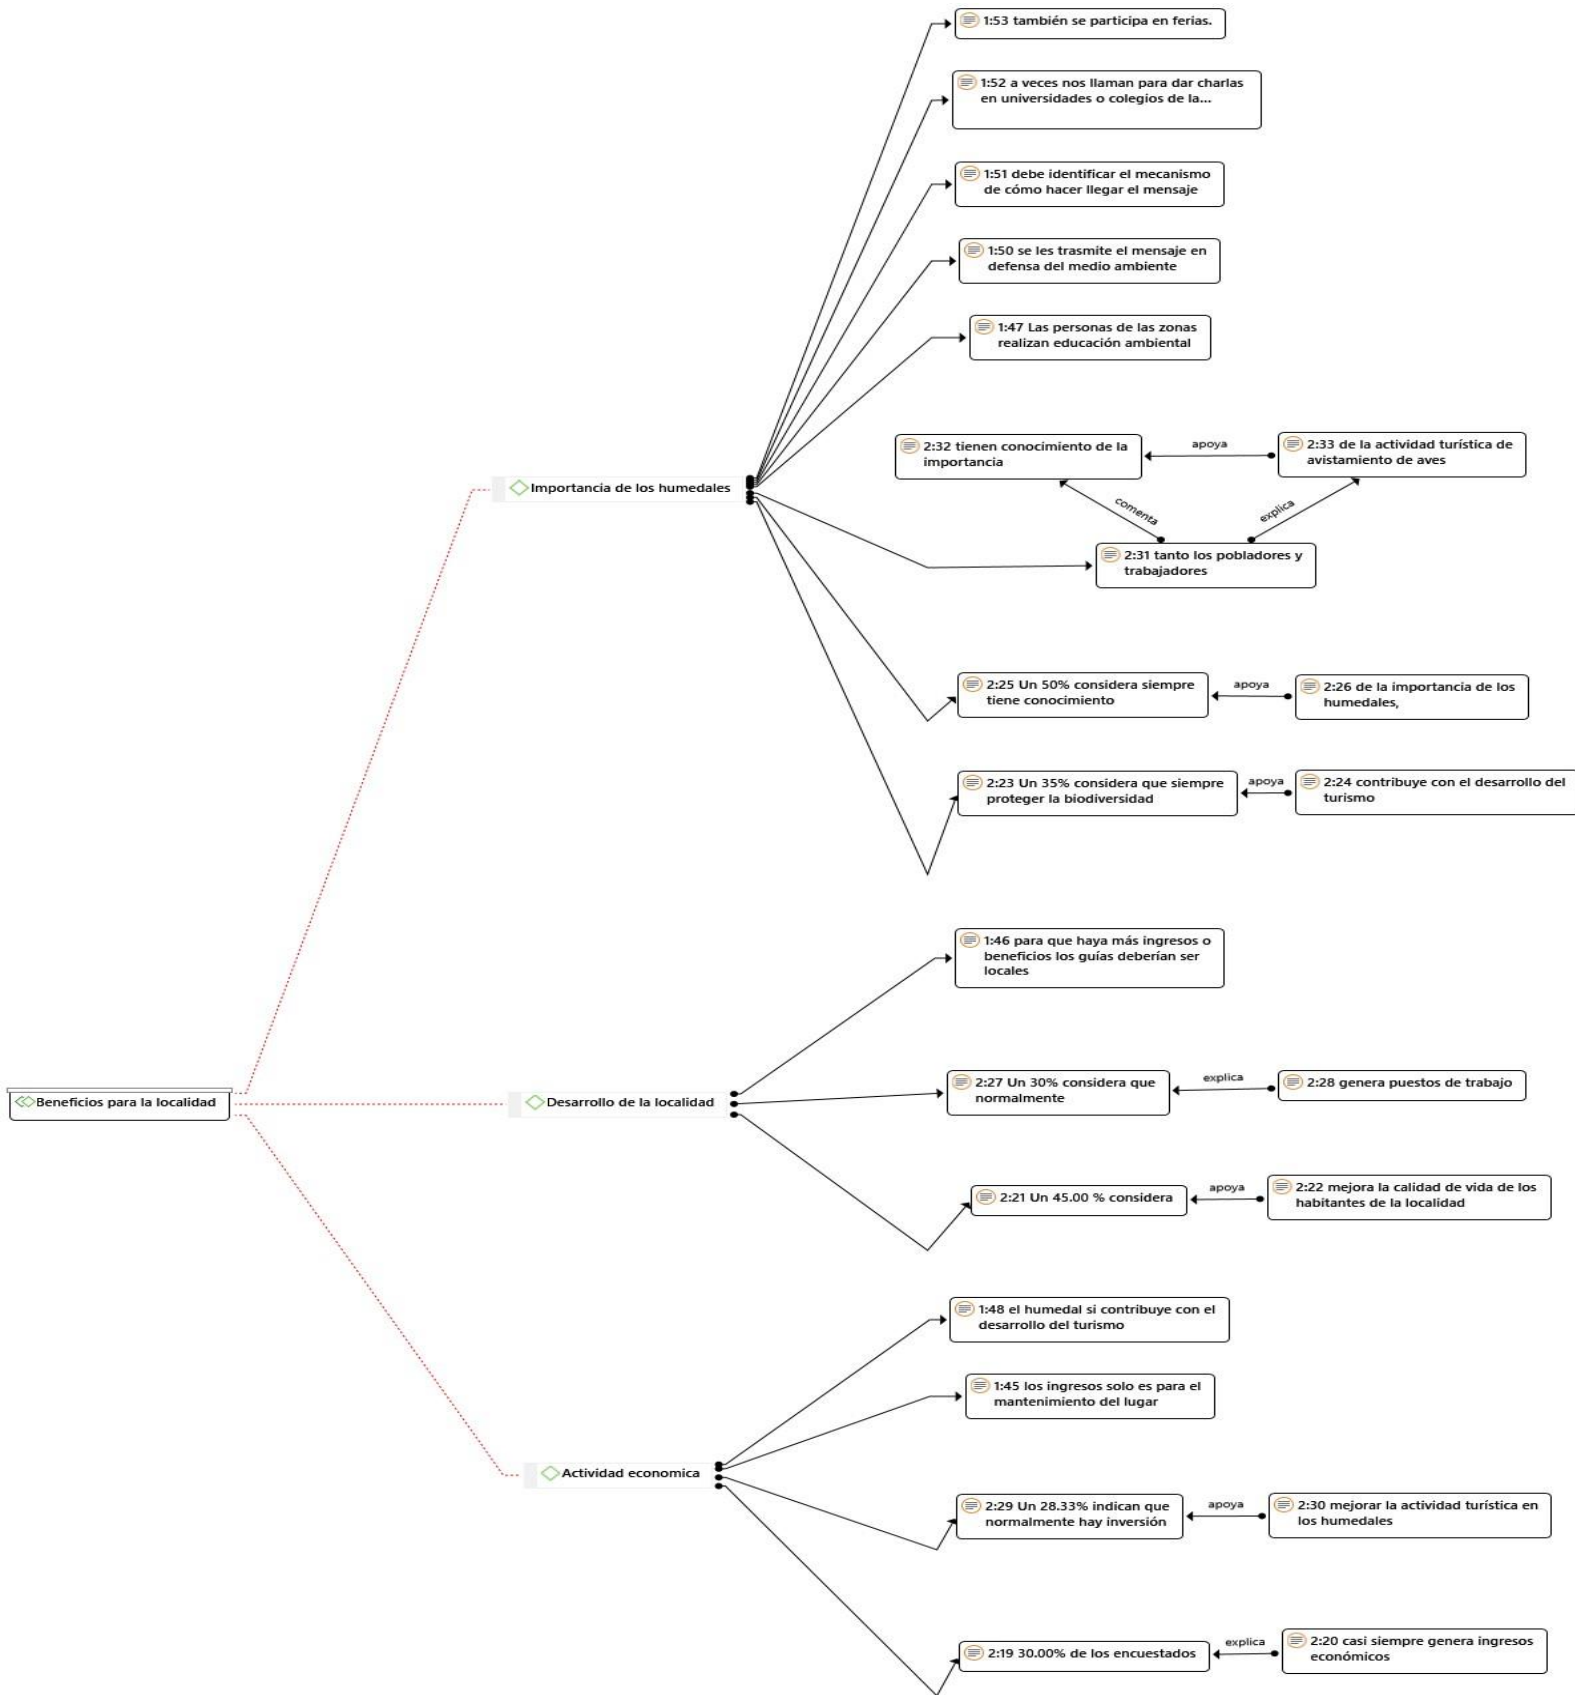 1:53 también se participa en ferias.
1:52 a veces nos llaman para dar charlas
en universidades o colegios de la...
1:51 debe identificar el mecanismo
de cómo hacer llegar el mensaje
1:50 se les trasmite el mensaje en
defensa del medio ambiente
1:47 Las personas de las zonas
realizan educación ambiental
2:32 tienen conocimiento de la
importancia
apoya
2:33 de la actividad turística de
avistamiento de aves
Importancia de los humedales
comenta
explica
2:31 tanto los pobladores y
trabajadores
2:25 Un 50% considera siempre
tiene conocimiento
apoya
2:26 de la importancia de los
humedales,
2:23 Un 35% considera que siempre
proteger la biodiversidad
apoya
2:24 contribuye con el desarrollo del
turismo
1:46 para que haya más ingresos o
beneficios los guías deberían ser
locales
Beneficios para la localidad
Desarrollo de la localidad
2:27 Un 30% considera que
normalmente
explica
2:28 genera puestos de trabajo
2:21 Un 45.00 % considera
apoya
2:22 mejora la calidad de vida de los
habitantes de la localidad
1:48 el humedal si contribuye con el
desarrollo del turismo
1:45 los ingresos solo es para el
mantenimiento del lugar
Actividad economica
2:29 Un 28.33% indican que
normalmente hay inversión
apoya
2:30 mejorar la actividad turística en
los humedales
2:19 30.00% de los encuestados
explica
2:20 casi siempre genera ingresos
económicos